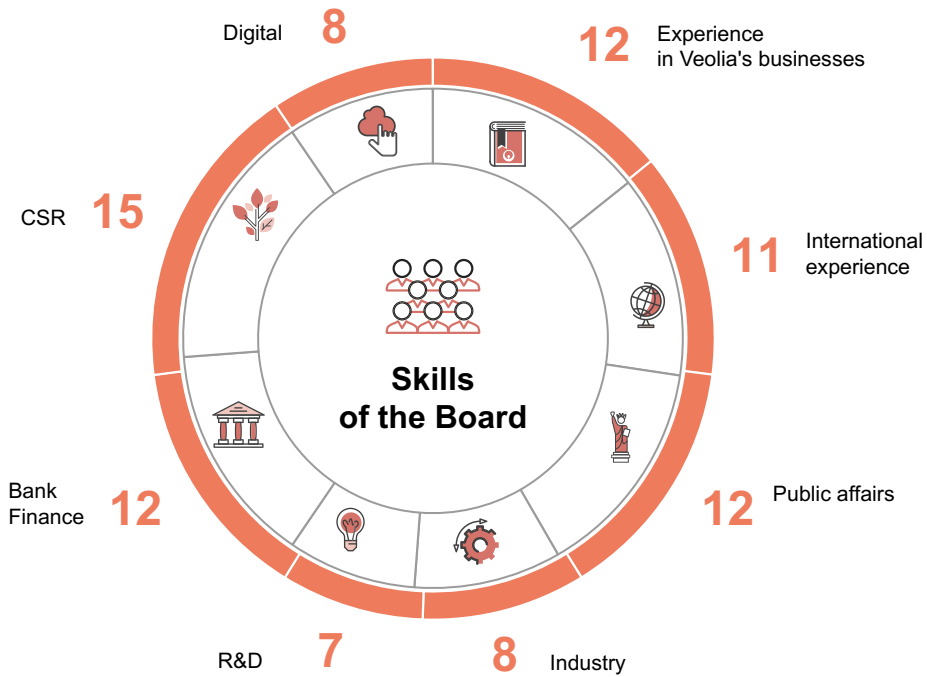 Digital 8
12 Experience
in Veolia's businesses
CSR 15
11 International
experience
Skills
of the Board
Bank
Finance 12
12 Public affairs
R&D 7
8 Industry